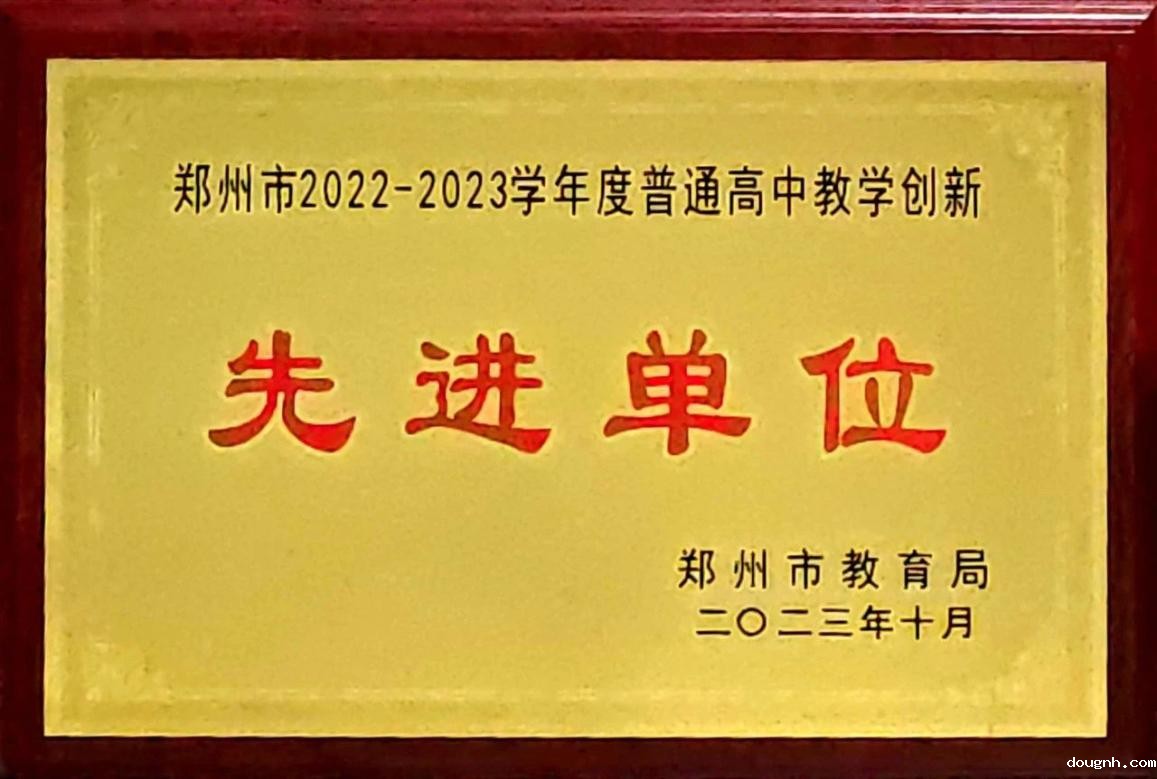 郑州市2022-2023学年度普通高中教学创新
先进单位
郑州市教育局
二〇二三年十月
dougnh.com